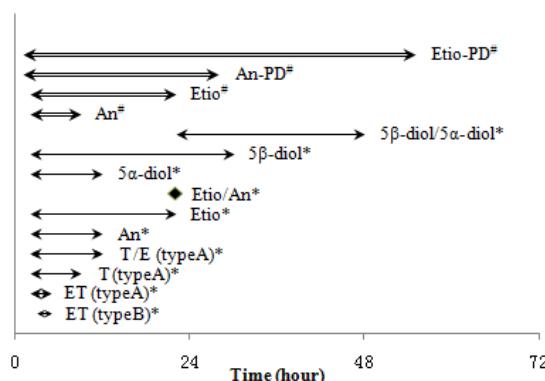 Etio-PD#
An-PD#
Etio#
An#
5β-diol/5α-diol*
5β-diol*
5α-diol*
Etio/An*
Etio*
An*
T/E (typeA)*
T(typeA)*
ET(typeA)*
ET(typeB)*
0 24 48 72
Time (hour)